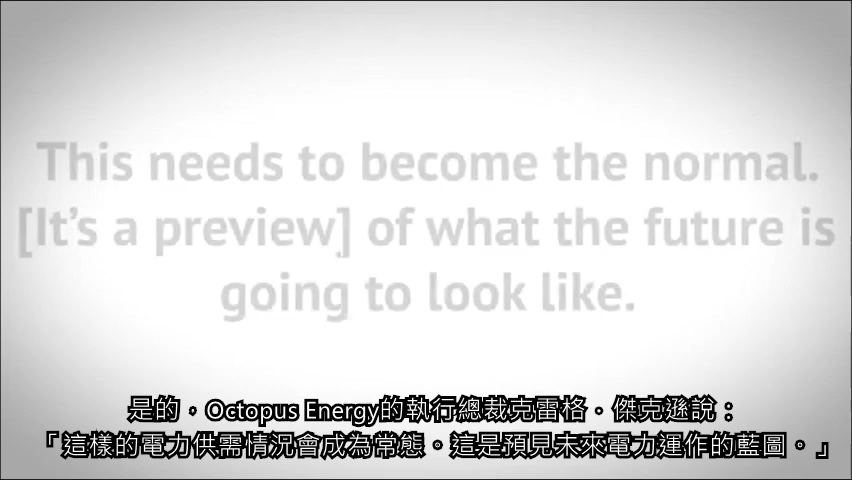 This needs to become the normal.
[It's a preview] of what the future is
going to look like.
是的，Octopus Energy的執行總裁克雷格．傑克遜說：
「這樣的電力供需情況會成為常態。這是預見未來電力運作的藍圖。」